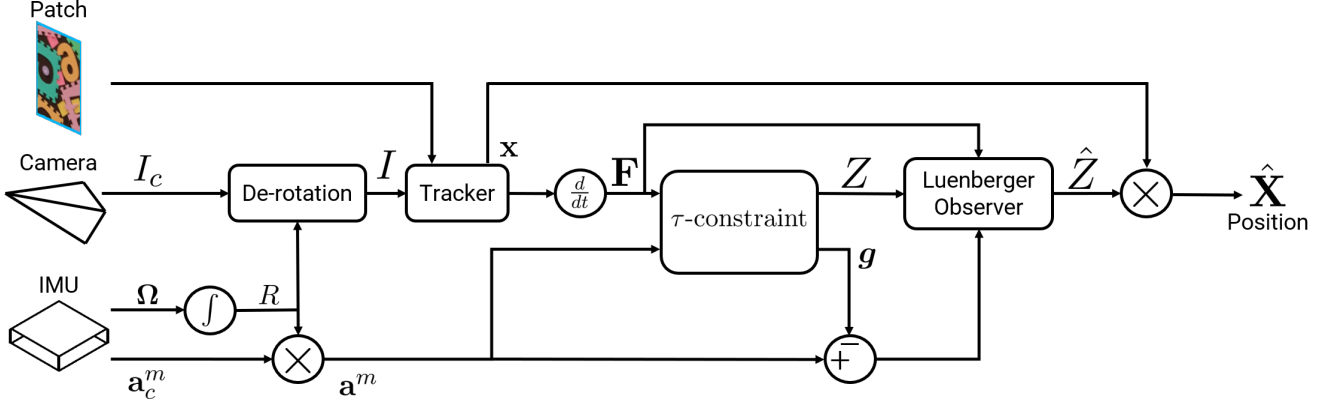 Patch
Camera
I_c
De-rotation
I
Tracker
x
d/dt
F
τ-constraint
Z
Luenberger
Observer
Ẑ
×
X̂
Position
g
IMU
Ω
∫
R
a_c^m
×
a^m
+ −